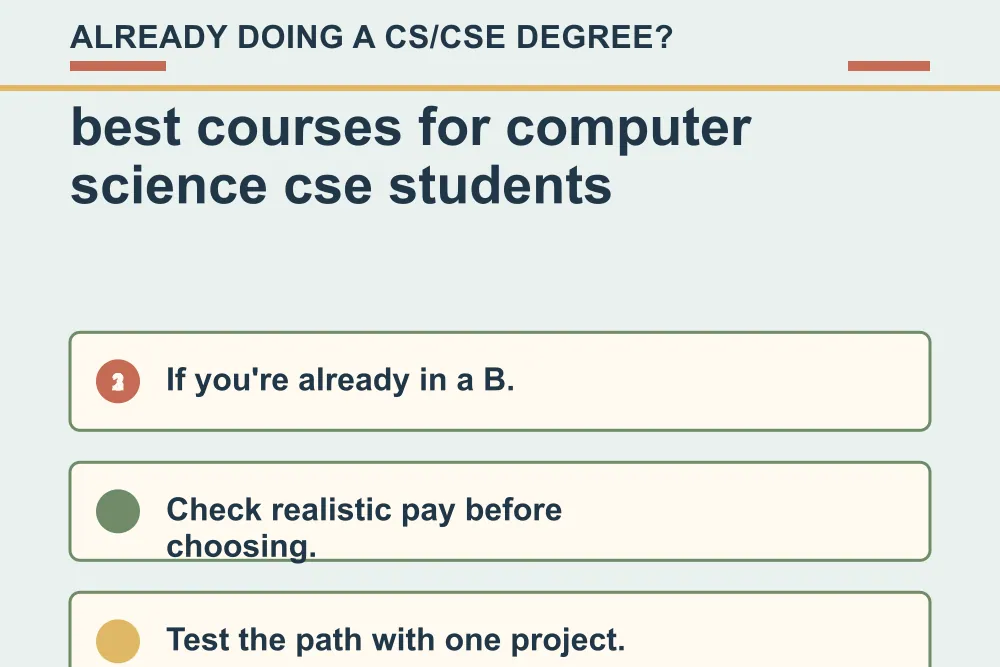 ALREADY DOING A CS/CSE DEGREE?
best courses for computer
science cse students
If you're already in a B.
Check realistic pay before
choosing.
Test the path with one project.